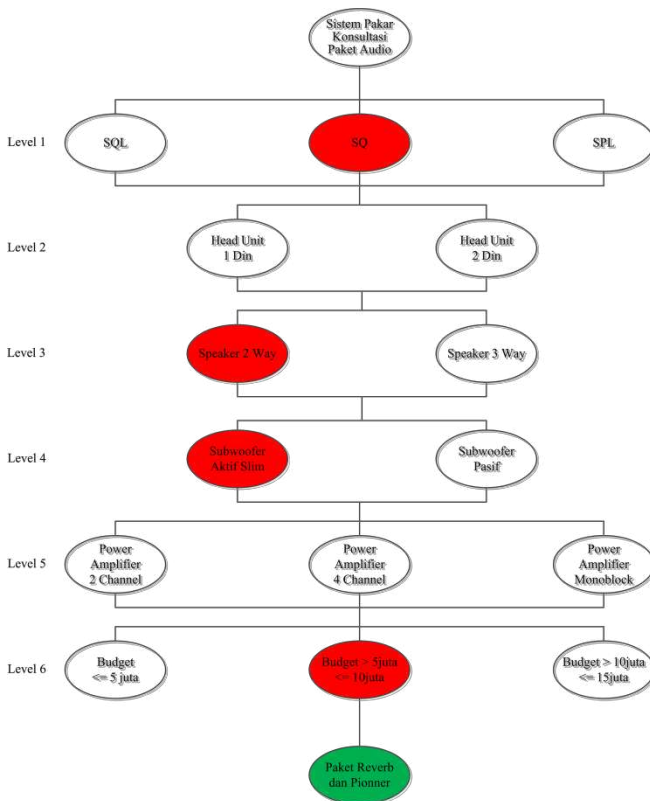 Sistem Pakar
Konsultasi
Paket Audio
Level 1
SQL
SQ
SPL
Level 2
Head Unit
1 Din
Head Unit
2 Din
Level 3
Speaker 2 Way
Speaker 3 Way
Level 4
Subwoofer
Aktif Slim
Subwoofer
Pasif
Level 5
Power
Amplifier
2 Channel
Power
Amplifier
4 Channel
Power
Amplifier
Monoblock
Level 6
Budget
<= 5 juta
Budget > 5juta
<= 10juta
Budget > 10juta
<= 15juta
Paket Reverb
dan Pionner